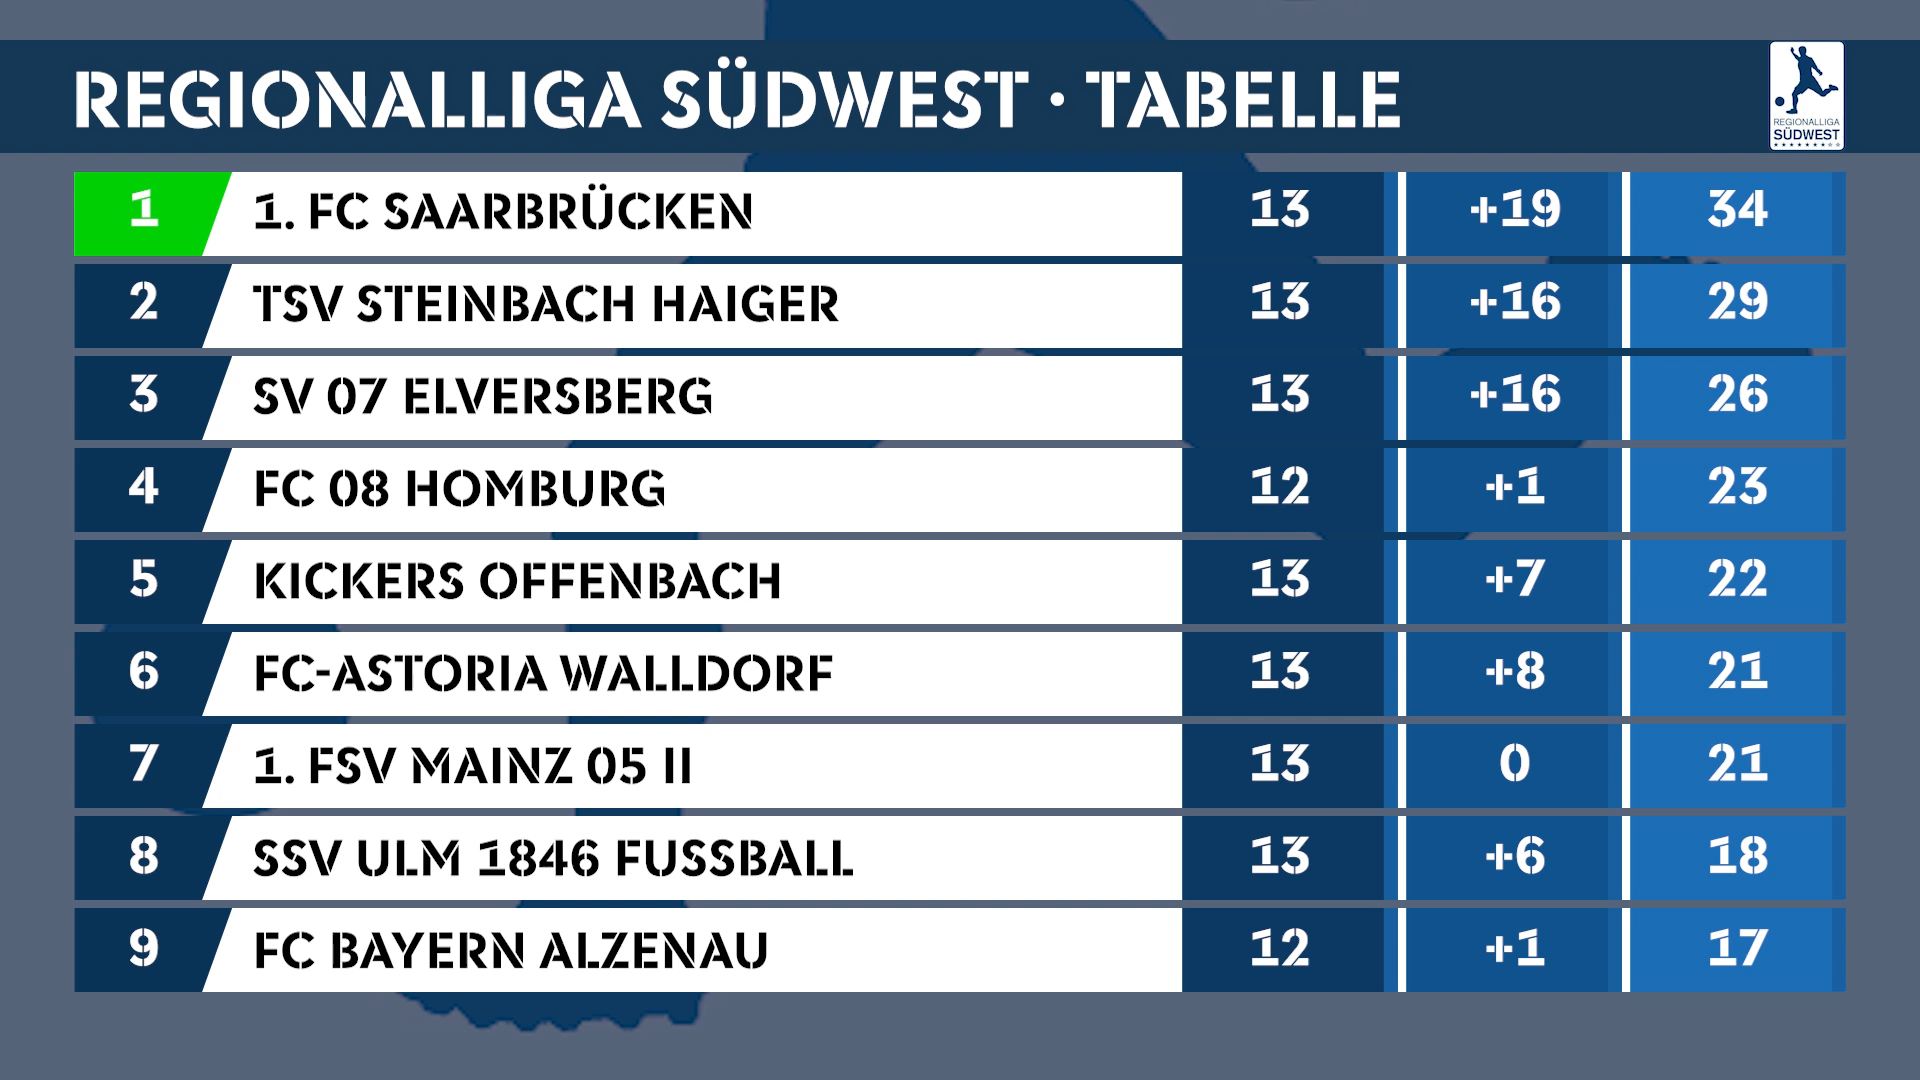 REGIONALLIGA SÜDWEST · TABELLE
REGIONALLIGA
SÜDWEST
1 1. FC SAARBRÜCKEN 13 +19 34
2 TSV STEINBACH HAIGER 13 +16 29
3 SV 07 ELVERSBERG 13 +16 26
4 FC 08 HOMBURG 12 +1 23
5 KICKERS OFFENBACH 13 +7 22
6 FC-ASTORIA WALLDORF 13 +8 21
7 1. FSV MAINZ 05 II 13 0 21
8 SSV ULM 1846 FUSSBALL 13 +6 18
9 FC BAYERN ALZENAU 12 +1 17